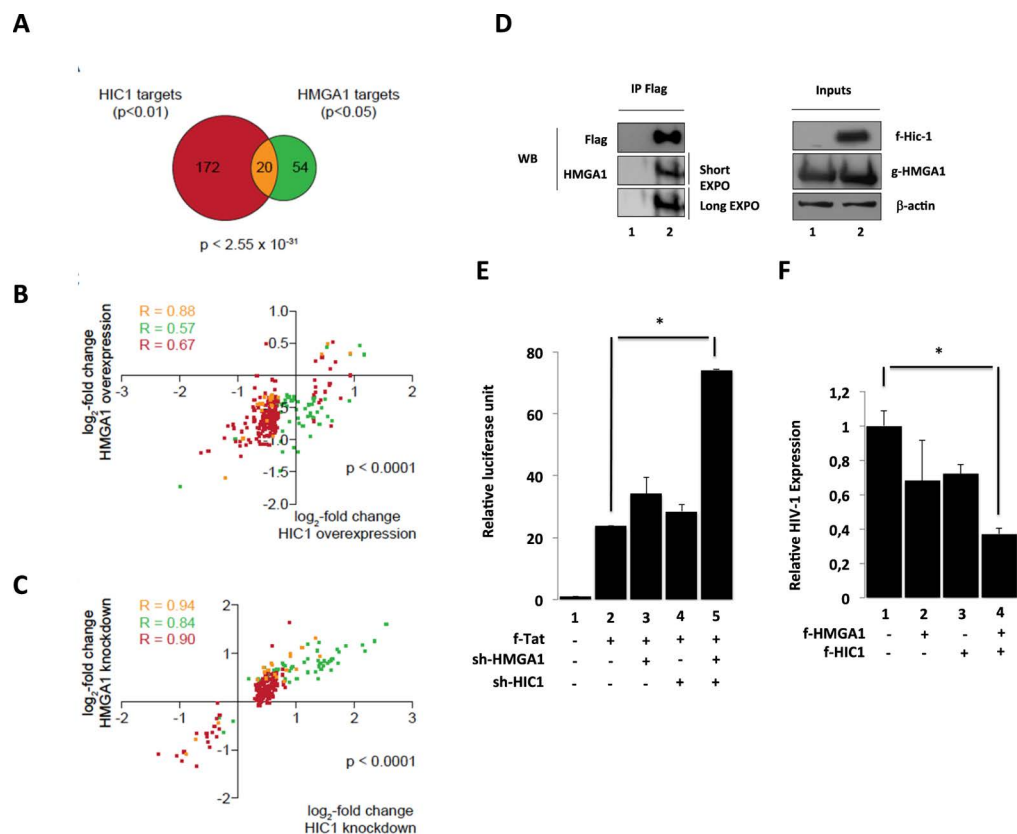 A
HIC1 targets
(p<0.01)
HMGA1 targets
(p<0.05)
172
20
54
p < 2.55 x 10-31
B
R = 0.88
R = 0.57
R = 0.67
log2-fold change
HMGA1 overexpression
1.0
0.5
-3
-2
-1
1
2
.5
1.0
-1.5
-2.0
p < 0.0001
log2-fold change
HIC1 overexpression
C
R = 0.94
R = 0.84
R = 0.90
log2-fold change
HMGA1 knockdown
2
1
-2
-1
1
2
3
-1
-2
p < 0.0001
log2-fold change
HIC1 knockdown
D
IP Flag
Inputs
WB
Flag
HMGA1
Short
EXPO
Long EXPO
1
2
f-Hic-1
g-HMGA1
β-actin
1
2
E
*
Relative luciferase unit
80
60
40
20
0
1 2 3 4 5
f-Tat - + + + +
sh-HMGA1 - - + - +
sh-HIC1 - - - + +
F
*
Relative HIV-1 Expression
1,2
1
0,8
0,6
0,4
0,2
0
1 2 3 4
f-HMGA1 - + - +
f-HIC1 - - + +